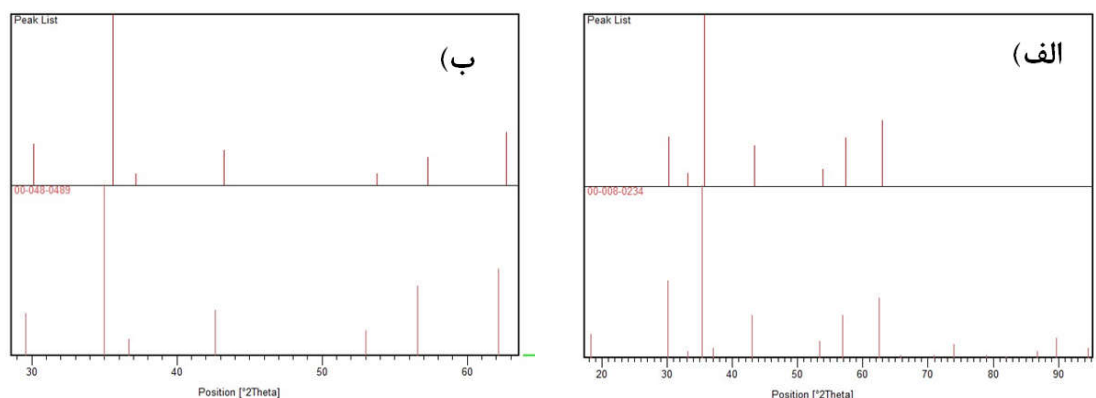 Peak List
ب)
00-048-0489
30 40 50 60
Position [°2Theta]
Peak List
الف)
00-008-0234
20 30 40 50 60 70 80 90
Position [°2Theta]